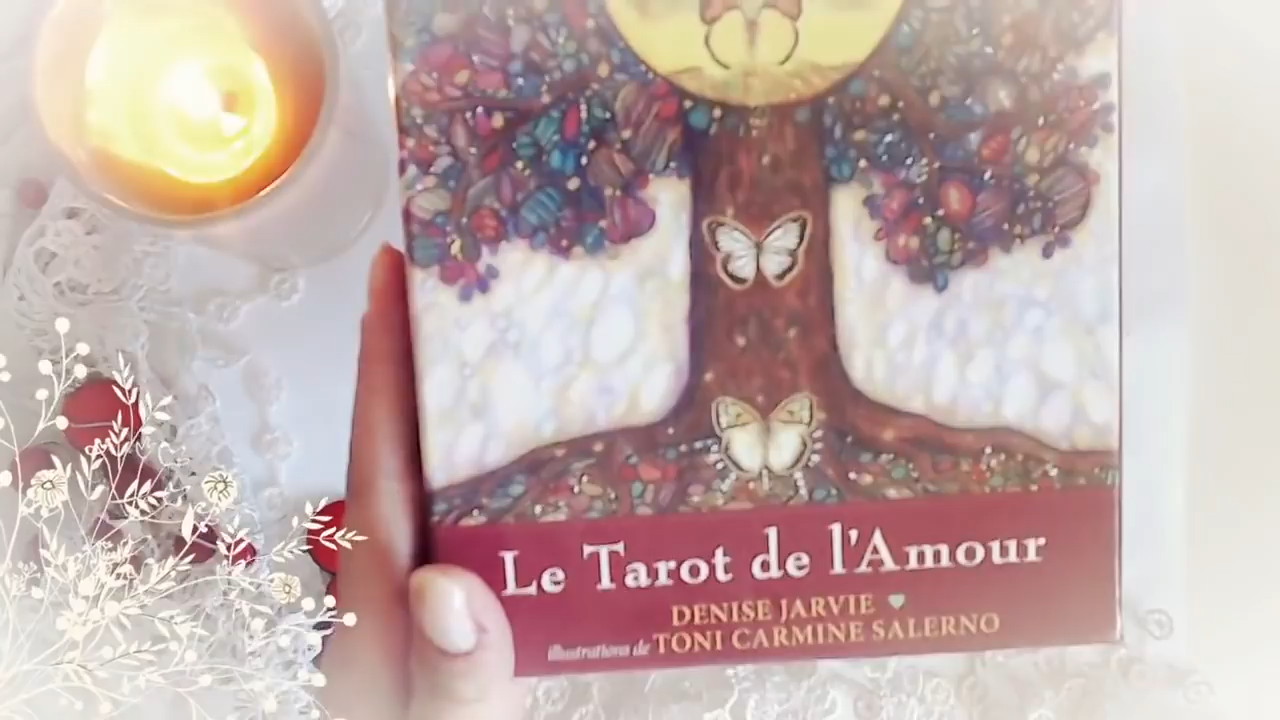 Le Tarot de l'Amour
DENISE JARVIE
illustrations de TONI CARMINE SALERNO